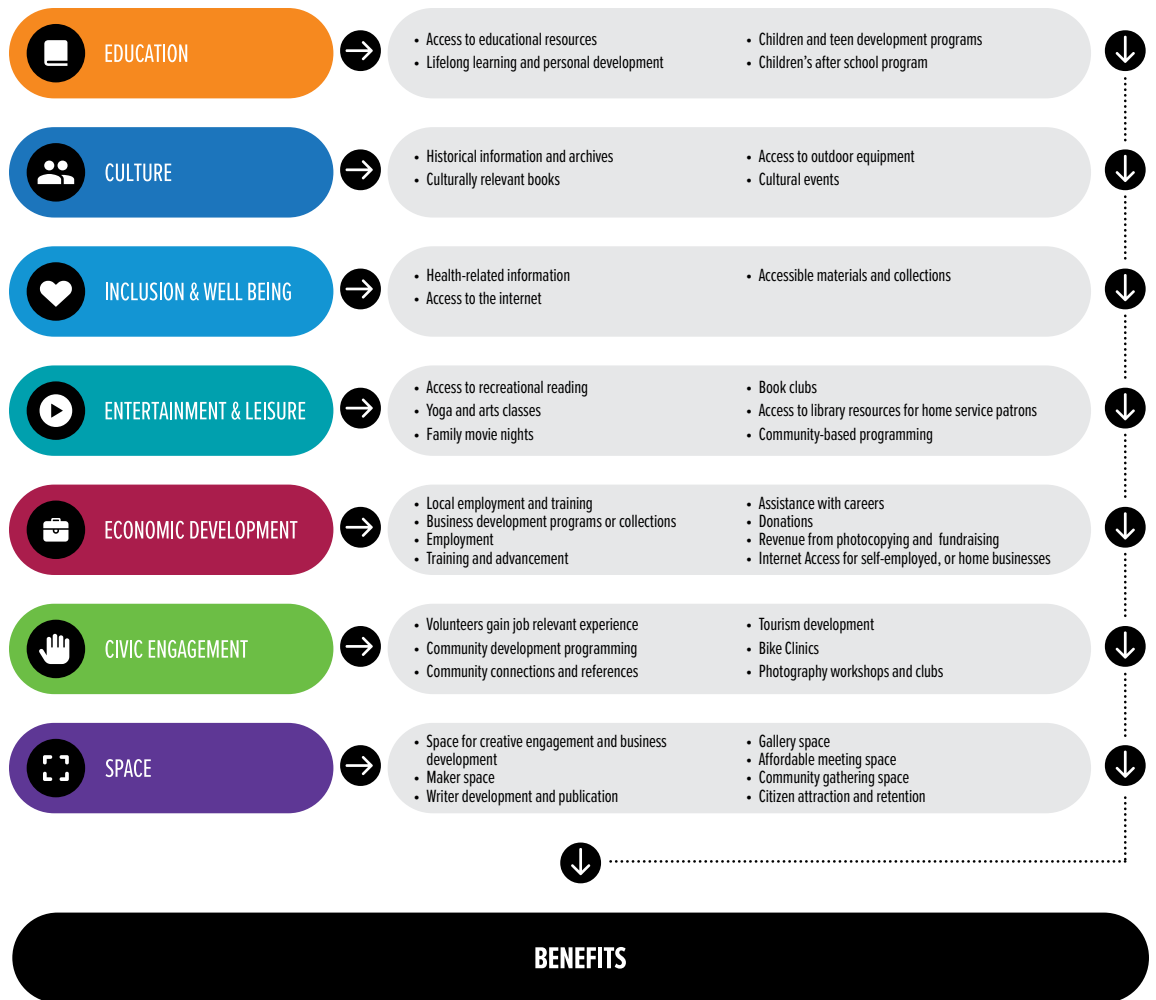 EDUCATION
• Access to educational resources
• Lifelong learning and personal development
• Children and teen development programs
• Children's after school program
CULTURE
• Historical information and archives
• Culturally relevant books
• Access to outdoor equipment
• Cultural events
INCLUSION & WELL BEING
• Health-related information
• Access to the internet
• Accessible materials and collections
ENTERTAINMENT & LEISURE
• Access to recreational reading
• Yoga and arts classes
• Family movie nights
• Book clubs
• Access to library resources for home service patrons
• Community-based programming
ECONOMIC DEVELOPMENT
• Local employment and training
• Business development programs or collections
• Employment
• Training and advancement
• Assistance with careers
• Donations
• Revenue from photocopying and fundraising
• Internet Access for self-employed, or home businesses
CIVIC ENGAGEMENT
• Volunteers gain job relevant experience
• Community development programming
• Community connections and references
• Tourism development
• Bike Clinics
• Photography workshops and clubs
SPACE
• Space for creative engagement and business
development
• Maker space
• Writer development and publication
• Gallery space
• Affordable meeting space
• Community gathering space
• Citizen attraction and retention
BENEFITS